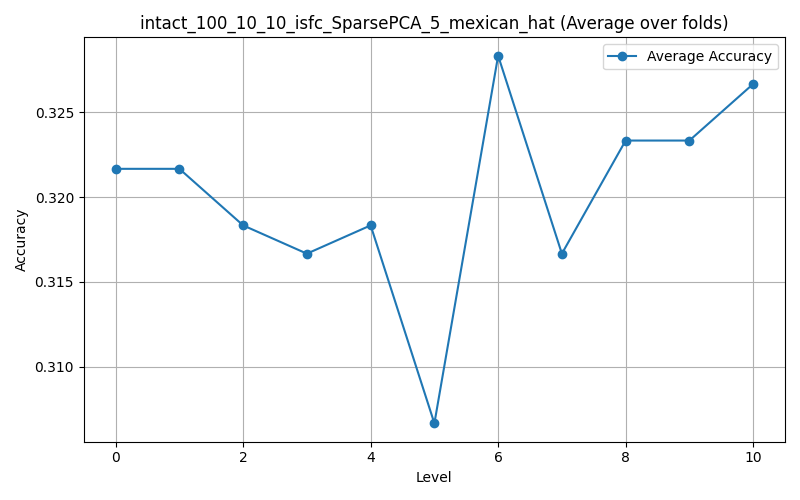 intact_100_10_10_isfc_SparsePCA_5_mexican_hat (Average over folds)
Average Accuracy
0.325
0.320
0.315
0.310
Accuracy
0 2 4 6 8 10
Level